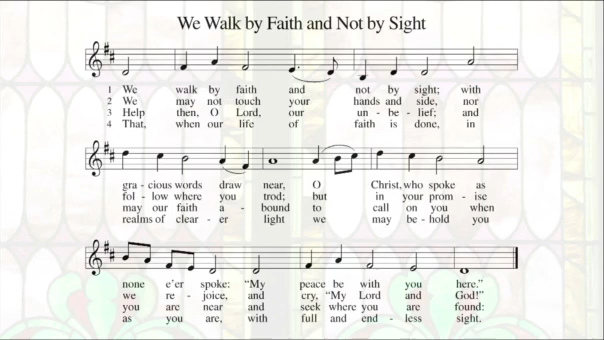 We Walk by Faith and Not by Sight
1 We walk by faith and not by sight; with
2 We may not touch your hands and side, nor
3 Help then, O Lord, our un - be - lief; and
4 That, when our life of faith is done, in
gra - cious words draw near, O Christ, who spoke as
fol - low where you trod; but in your prom - ise
may our faith a - bound to call on you when
realms of clear - er light we may be - hold you
none e'er spoke: “My peace be with you here.”
we re - joice, and cry, “My Lord and God!”
you are near and seek where you are found:
as you are, with full and end - less sight.